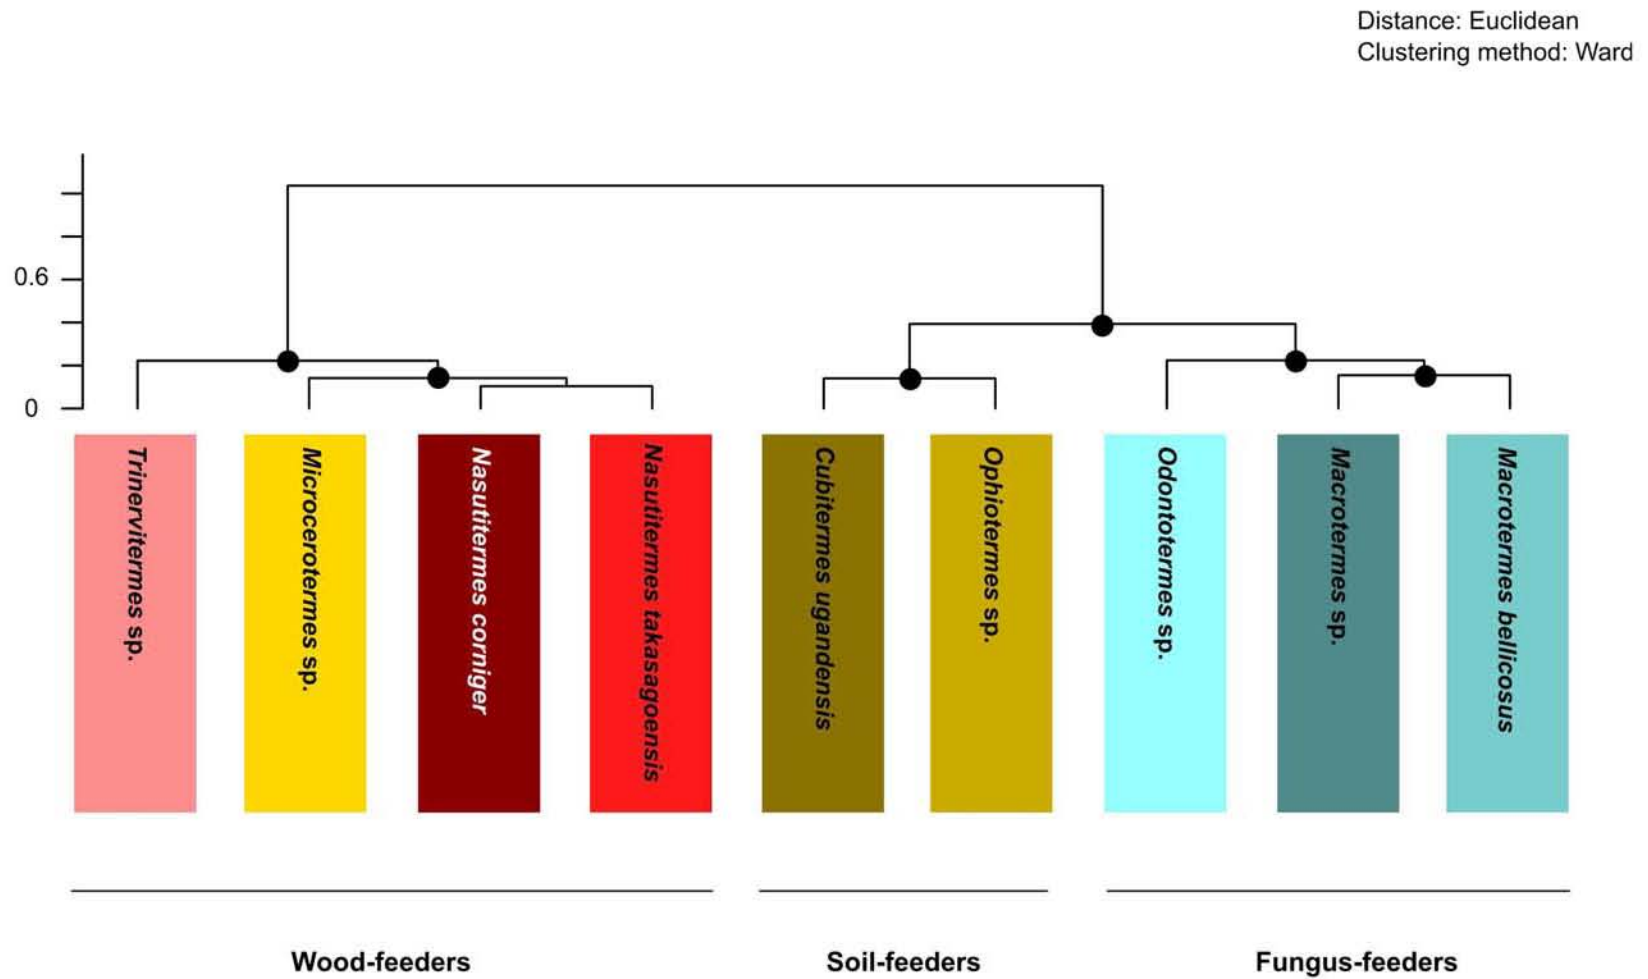 Distance: Euclidean
Clustering method: Ward
0.6
0
Trinervitermes sp.
Microcerotermes sp.
Nasutitermes corniger
Nasutitermes takasagoensis
Cubitermes ugandensis
Ophiotermes sp.
Odontotermes sp.
Macrotermes sp.
Macrotermes bellicosus
Wood-feeders
Soil-feeders
Fungus-feeders